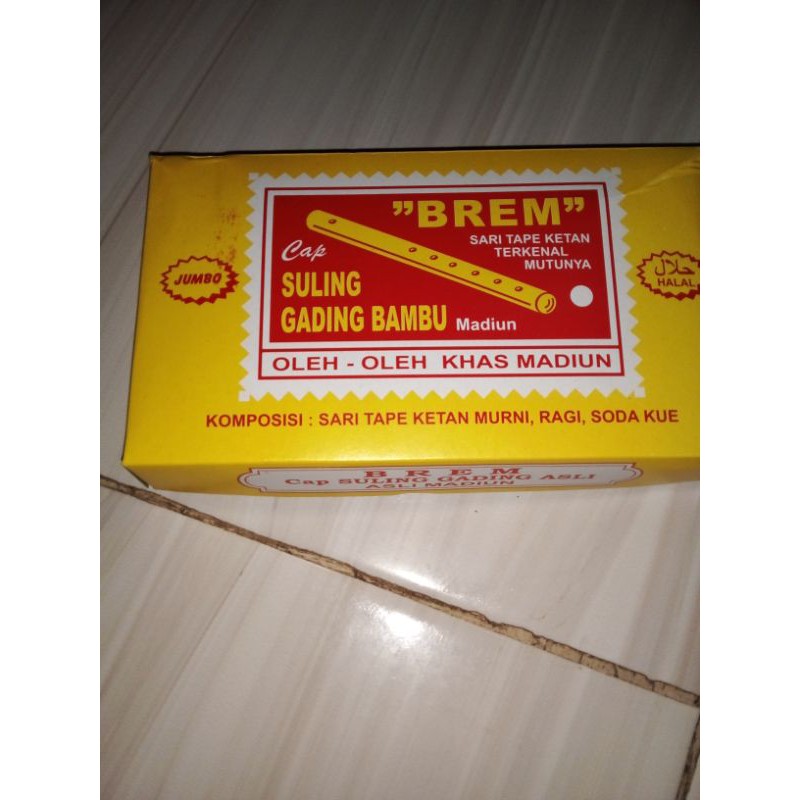 "BREM"
SARI TAPE KETAN
TERKENAL
MUTUNYA
Cap
SULING
GADING BAMBU Madiun
OLEH - OLEH KHAS MADIUN
JUMBO
حلال
HALAL
KOMPOSISI : SARI TAPE KETAN MURNI, RAGI, SODA KUE
BREM
Cap SULING GADING ASLI
ASLI MADIUN